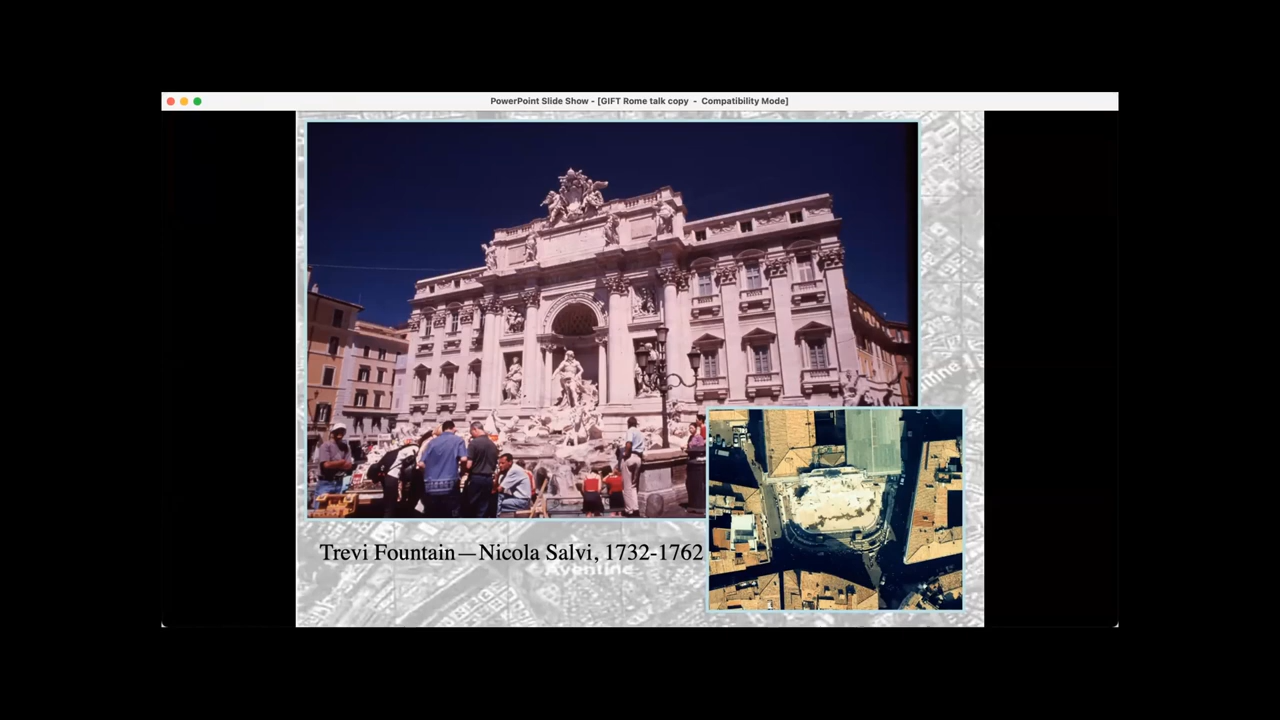 PowerPoint Slide Show - [GIFT Rome talk copy - Compatibility Mode]
Trevi Fountain—Nicola Salvi, 1732-1762
Aventine